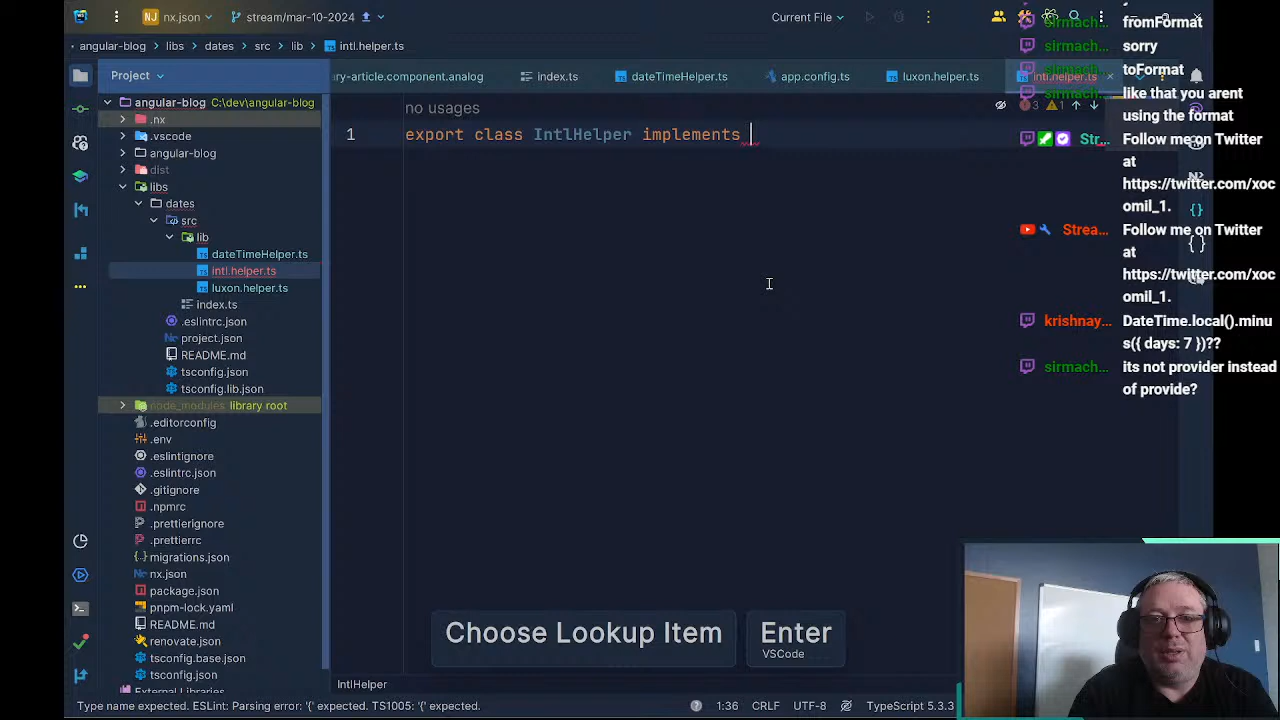 nx.json
stream/mar-10-2024
Current File
angular-blog
libs
dates
src
lib
intl.helper.ts
Project
ry-article.component.analog
index.ts
dateTimeHelper.ts
app.config.ts
luxon.helper.ts
intl.helper.ts
angular-blog C:\dev\angular-blog
.nx
.vscode
angular-blog
dist
libs
dates
src
lib
dateTimeHelper.ts
intl.helper.ts
luxon.helper.ts
index.ts
.eslintrc.json
project.json
README.md
tsconfig.json
tsconfig.lib.json
node_modules library root
.editorconfig
.env
.eslintignore
.eslintrc.json
.gitignore
.npmrc
.prettierignore
.prettierrc
migrations.json
nx.json
package.json
pnpm-lock.yaml
README.md
renovate.json
tsconfig.base.json
tsconfig.json
External Libraries
no usages
3 1
1 export class IntlHelper implements
Choose Lookup Item
Enter
VSCode
IntlHelper
Type name expected. ESLint: Parsing error: '{' expected. TS1005: '{' expected.
1:36 CRLF UTF-8 TypeScript 5.3.3
sirmach... fromFormat
sirmach... sorry
sirmach... toFormat
sirmach... like that you arent
using the format
Str... Follow me on Twitter
at
https://twitter.com/xoc
omil_1.
Strea... Follow me on Twitter
at
https://twitter.com/xoc
omil_1.
krishnay... DateTime.local().minu
s({ days: 7 })??
sirmach... its not provider instead
of provide?